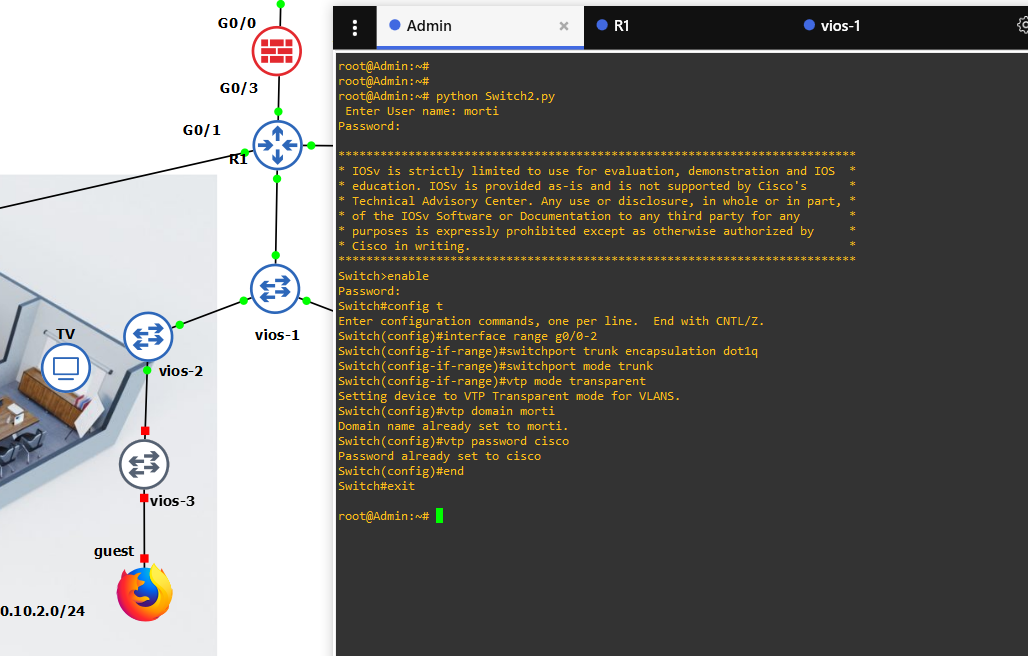 G0/0
G0/3
G0/1
R1
vios-1
TV
vios-2
vios-3
guest
0.10.2.0/24
Admin
R1
vios-1
root@Admin:~#
root@Admin:~#
root@Admin:~# python Switch2.py
Enter User name: morti
Password:
**************************************************************************
* IOSv is strictly limited to use for evaluation, demonstration and IOS  *
* education. IOSv is provided as-is and is not supported by Cisco's      *
* Technical Advisory Center. Any use or disclosure, in whole or in part, *
* of the IOSv Software or Documentation to any third party for any       *
* purposes is expressly prohibited except as otherwise authorized by     *
* Cisco in writing.                                                      *
**************************************************************************
Switch>enable
Password:
Switch#config t
Enter configuration commands, one per line.  End with CNTL/Z.
Switch(config)#interface range g0/0-2
Switch(config-if-range)#switchport trunk encapsulation dot1q
Switch(config-if-range)#switchport mode trunk
Switch(config-if-range)#vtp mode transparent
Setting device to VTP Transparent mode for VLANS.
Switch(config)#vtp domain morti
Domain name already set to morti.
Switch(config)#vtp password cisco
Password already set to cisco
Switch(config)#end
Switch#exit
root@Admin:~#